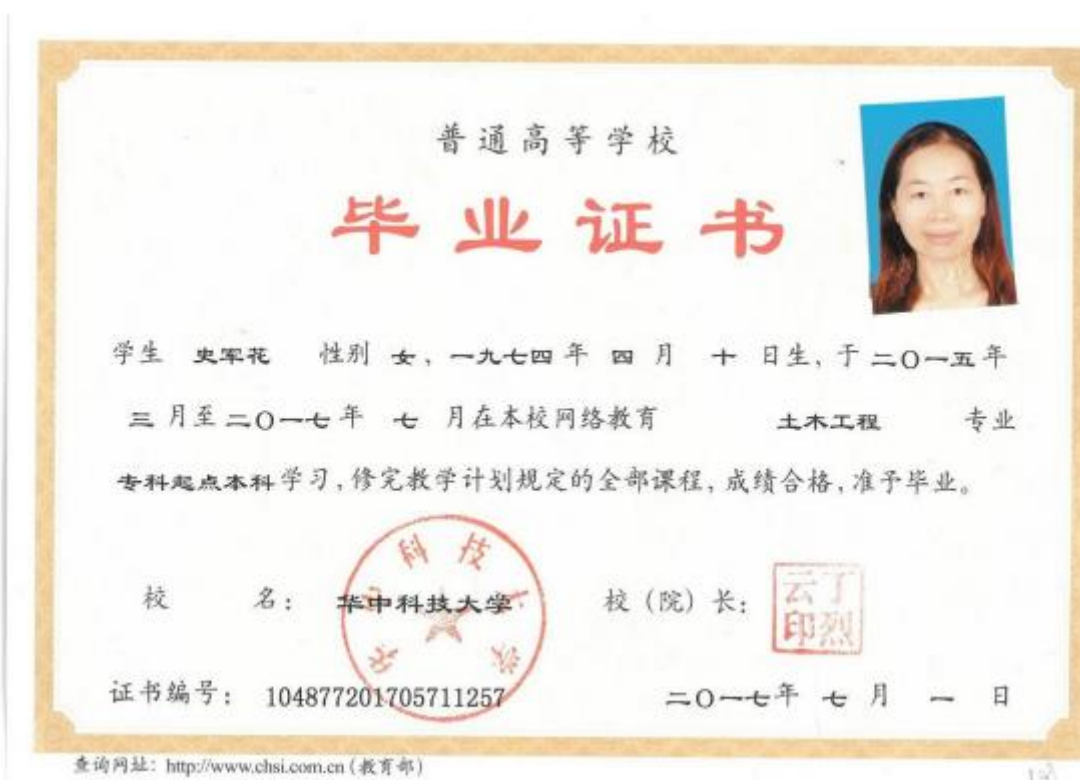 普通高等学校
毕业证书
学生 史军花 性别 女，一九七四年 四 月 十 日生，于二〇一五年
三 月至二〇一七年 七 月在本校网络教育 土木工程 专业
专科起点本科学习，修完教学计划规定的全部课程，成绩合格，准予毕业。
校 名： 华中科技大学 校（院）长：
华中科技大学
丁烈云印
证书编号： 104877201705711257 二〇一七年 七 月 一 日
查询网址：http://www.chsi.com.cn(教育部)